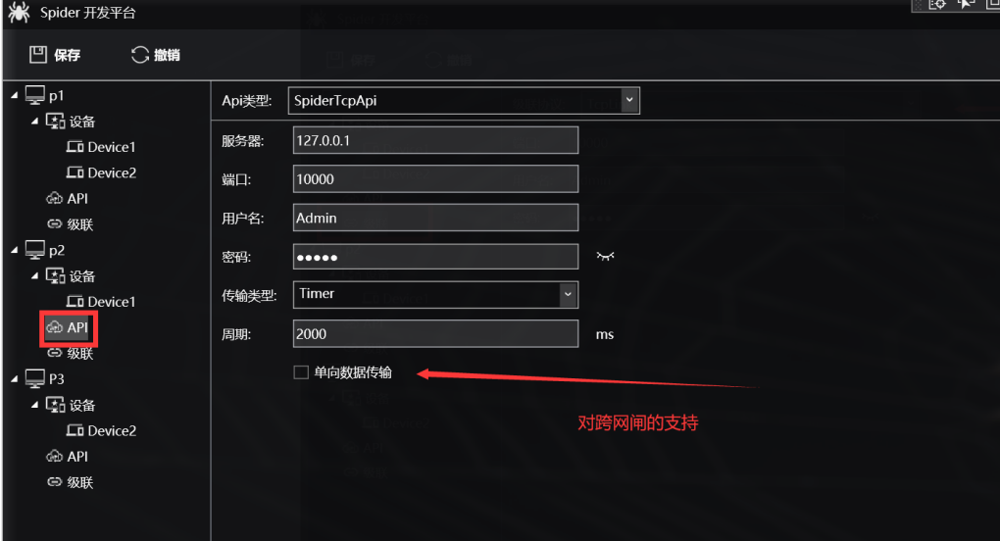 Spider 开发平台
保存 撤销
p1
设备
Device1
Device2
API
级联
p2
设备
Device1
API
级联
P3
设备
Device2
API
级联
Api类型: SpiderTcpApi
服务器: 127.0.0.1
端口: 10000
用户名: Admin
密码: ●●●●●
传输类型: Timer
周期: 2000 ms
单向数据传输
对跨网闸的支持